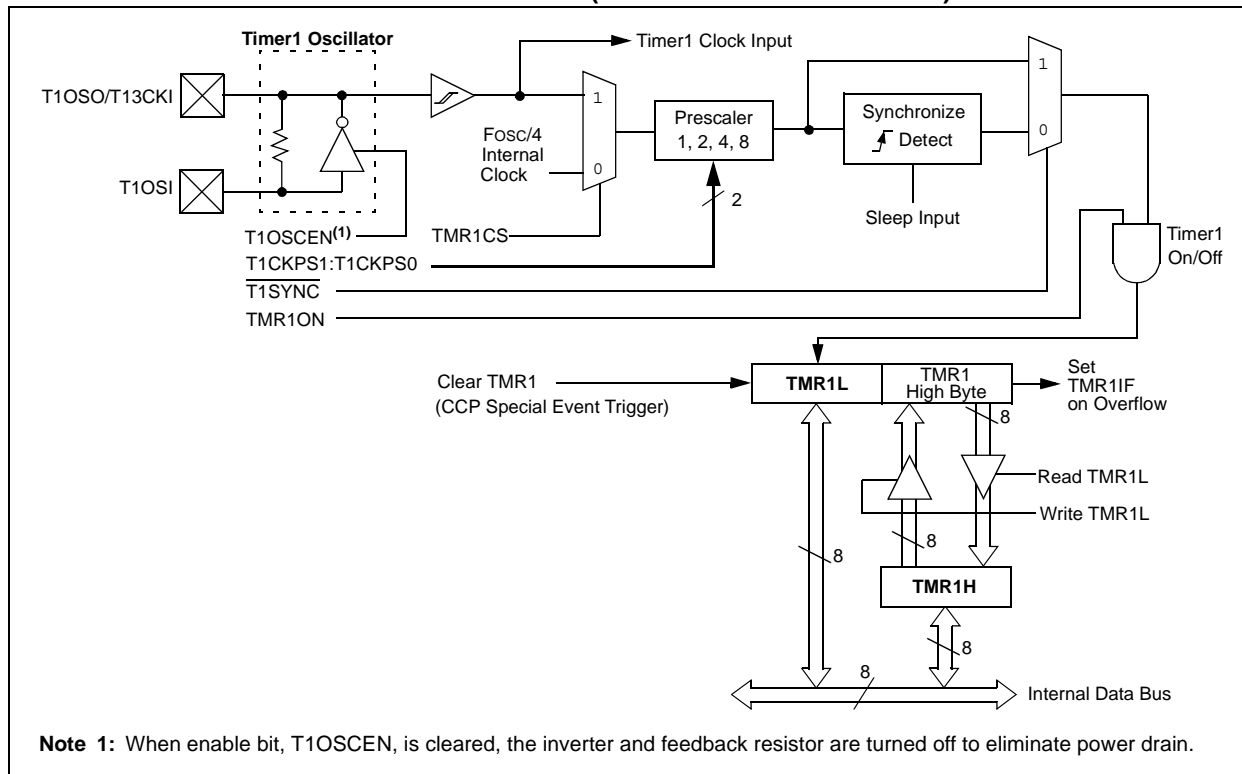 Timer1 Oscillator
Timer1 Clock Input
T1OSO/T13CKI
1
FOSC/4
Internal
Clock
0
Prescaler
1, 2, 4, 8
Synchronize
Detect
1
0
T1OSI
2
Sleep Input
T1OSCEN(1)
TMR1CS
T1CKPS1:T1CKPS0
T1SYNC
TMR1ON
Timer1
On/Off
Clear TMR1
(CCP Special Event Trigger)
TMR1L
TMR1
High Byte
Set
TMR1IF
on Overflow
8
Read TMR1L
Write TMR1L
8
8
TMR1H
8
8
Internal Data Bus
Note 1: When enable bit, T1OSCEN, is cleared, the inverter and feedback resistor are turned off to eliminate power drain.